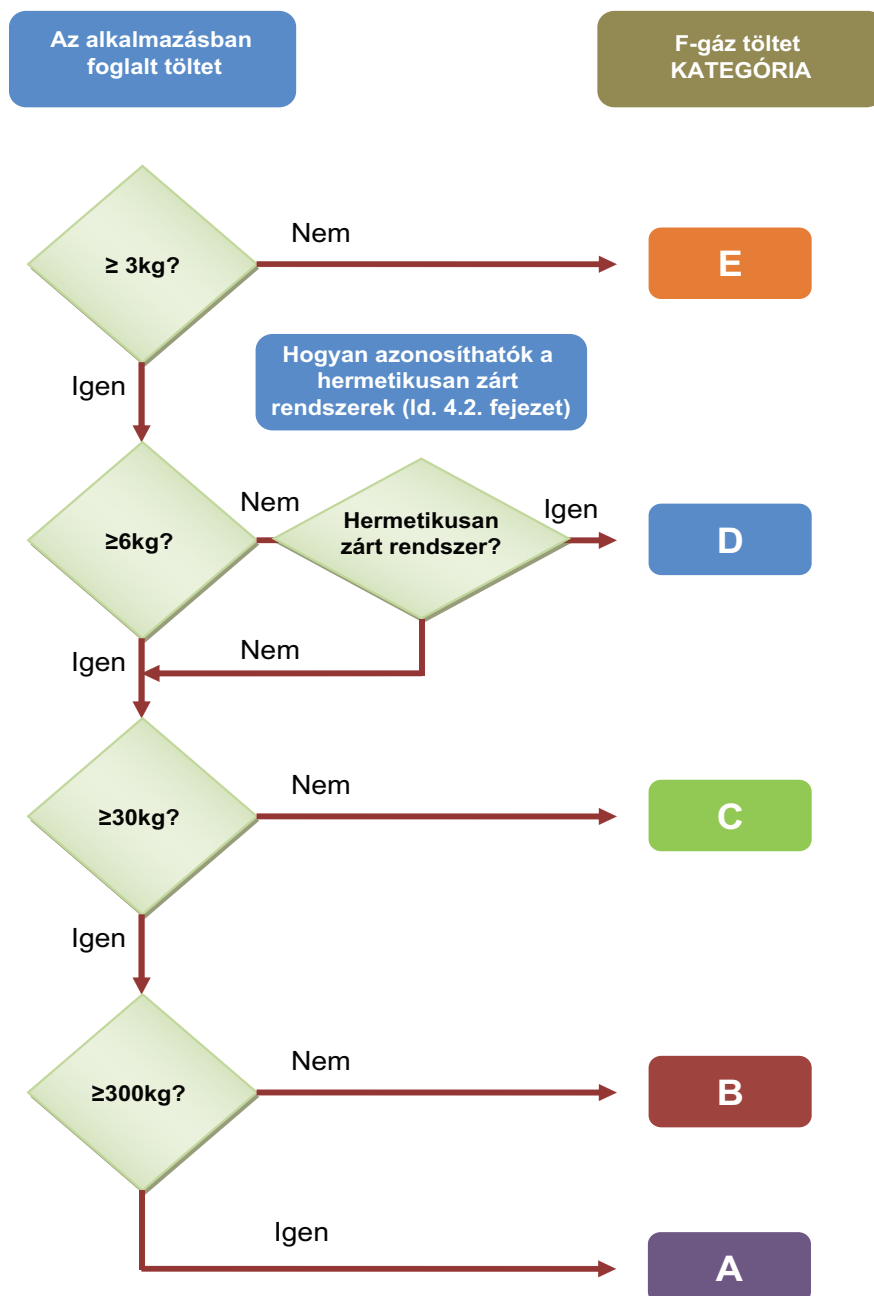 Az alkalmazásban
foglalt töltet
F-gáz töltet
KATEGÓRIA
≥ 3kg?
Nem
E
Igen
Hogyan azonosíthatók a
hermetikusan zárt
rendszerek (ld. 4.2. fejezet)
≥6kg?
Nem
Hermetikusan
zárt rendszer?
Igen
D
Igen
Nem
≥30kg?
Nem
C
Igen
≥300kg?
Nem
B
Igen
A